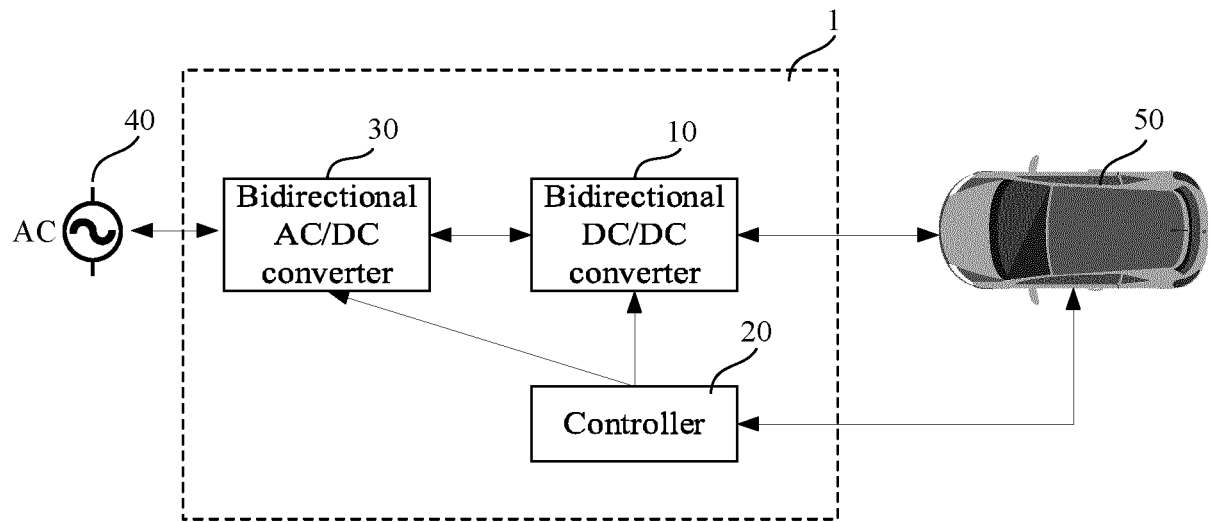 1
40
30
10
50
AC
Bidirectional
AC/DC
converter
Bidirectional
DC/DC
converter
20
Controller